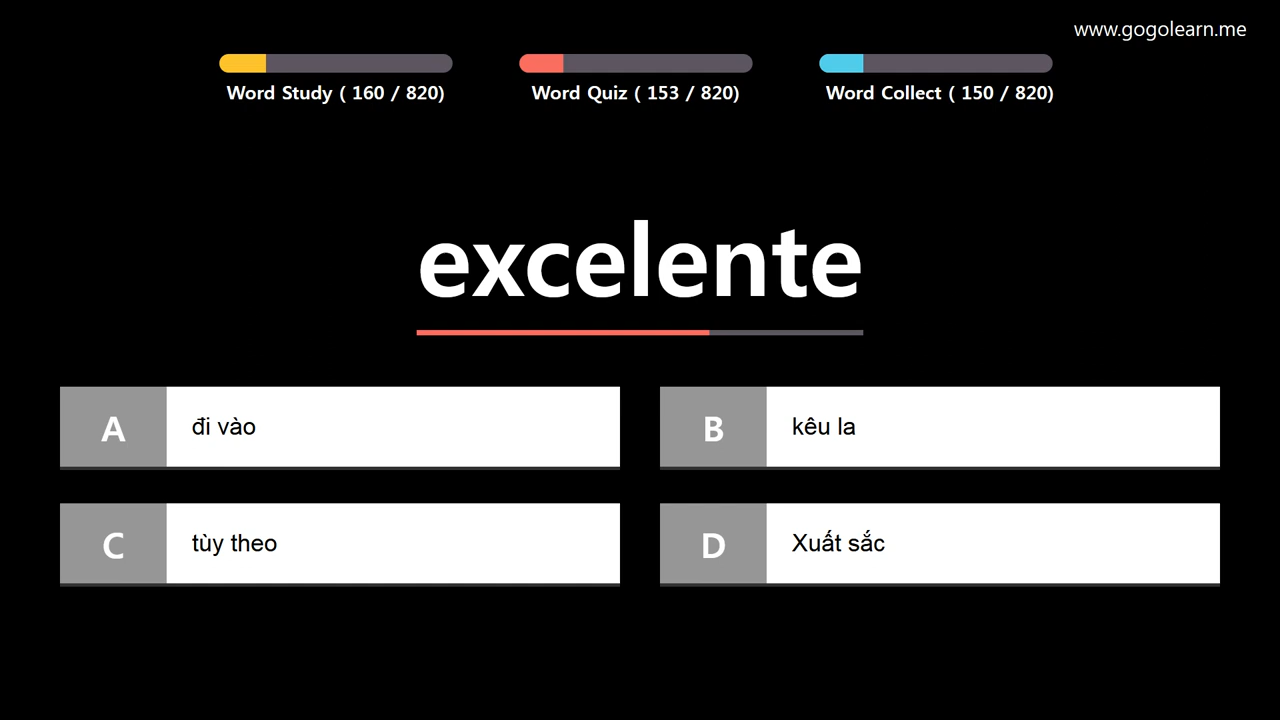 www.gogolearn.me
Word Study ( 160 / 820)
Word Quiz ( 153 / 820)
Word Collect ( 150 / 820)
excelente
A
đi vào
B
kêu la
C
tùy theo
D
Xuất sắc